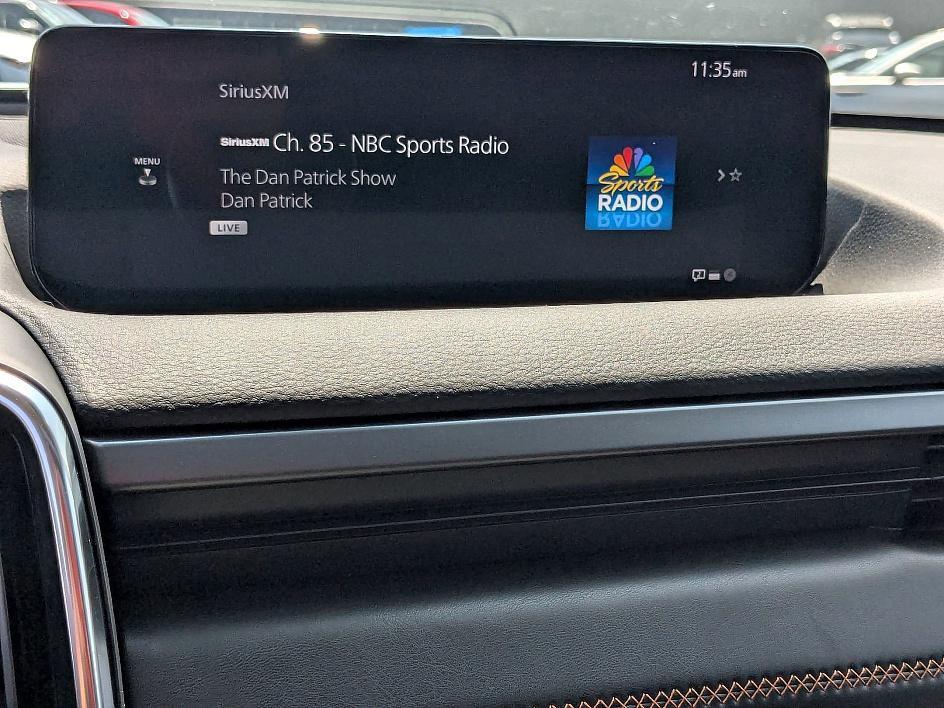 11:35am
SiriusXM
SiriusXM Ch. 85 - NBC Sports Radio
MENU
The Dan Patrick Show
Dan Patrick
LIVE
Sports
RADIO